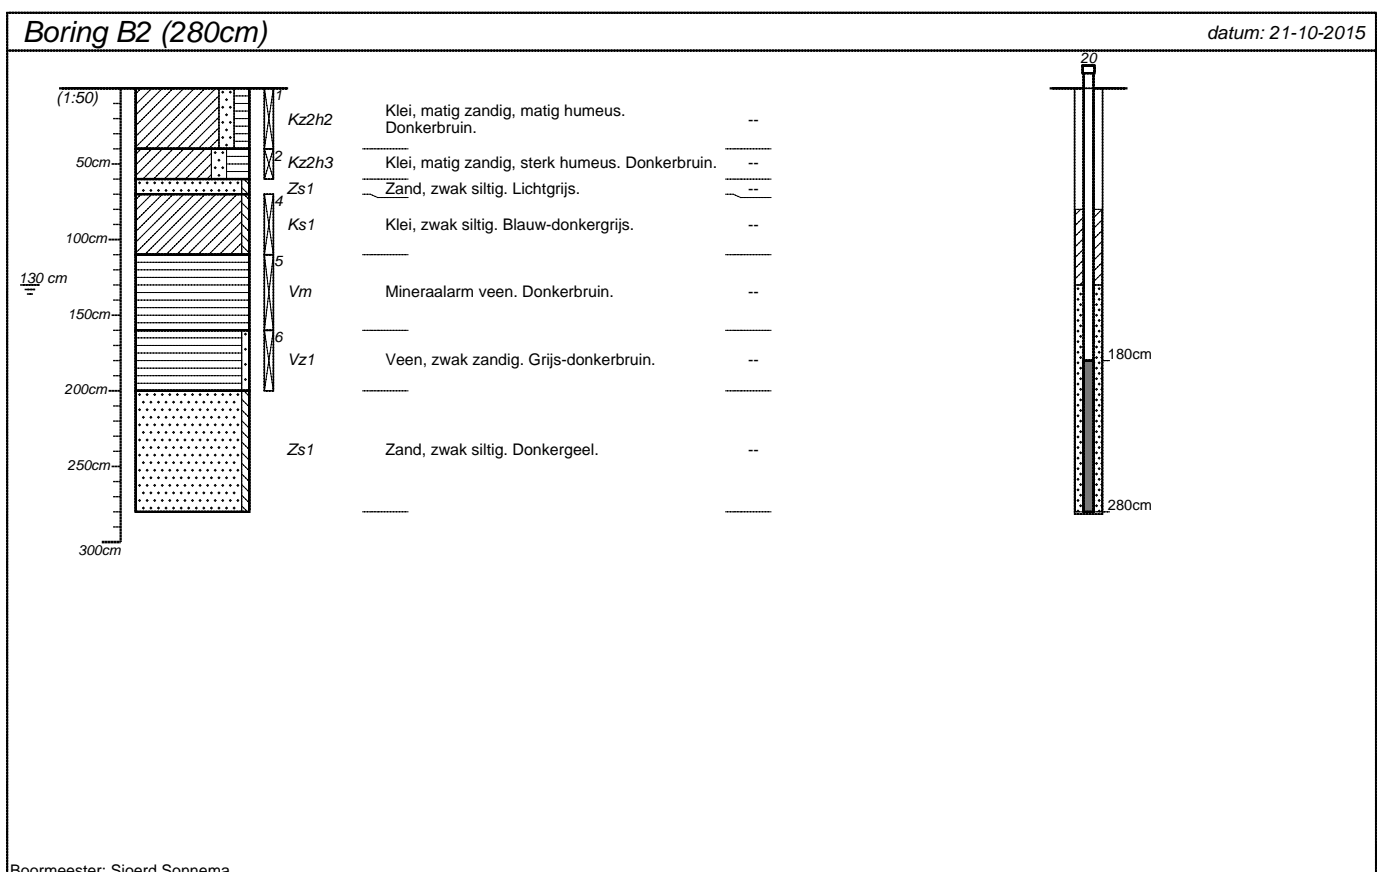 Boring B2 (280cm)
datum: 21-10-2015
20
(1:50)
1
Kz2h2
Klei, matig zandig, matig humeus.
Donkerbruin.
--
50cm
2
Kz2h3
Klei, matig zandig, sterk humeus. Donkerbruin.
--
Zs1
Zand, zwak siltig. Lichtgrijs.
--
4
Ks1
Klei, zwak siltig. Blauw-donkergrijs.
--
100cm
5
130 cm
Vm
Mineraalarm veen. Donkerbruin.
--
150cm
6
Vz1
Veen, zwak zandig. Grijs-donkerbruin.
--
180cm
200cm
Zs1
Zand, zwak siltig. Donkergeel.
--
250cm
280cm
300cm
Boormeester: Sjoerd Sonnema